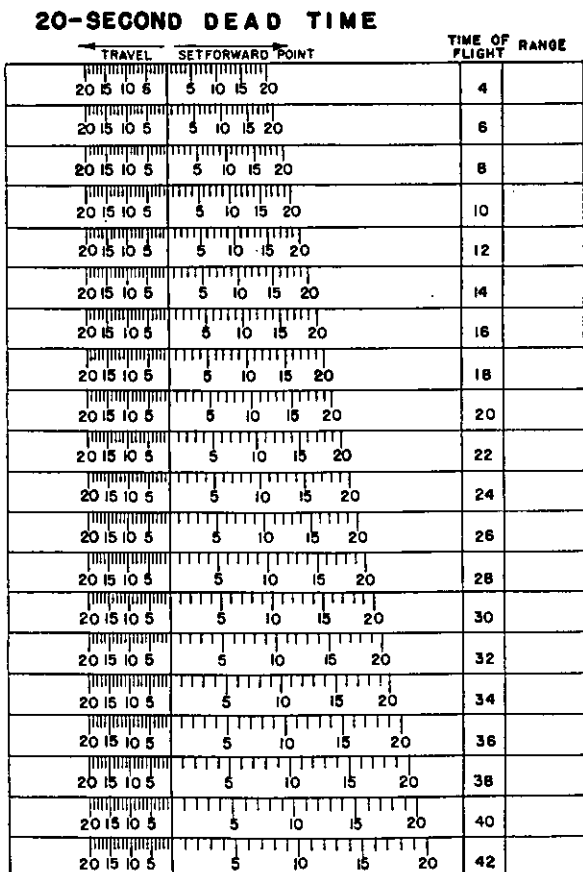 20-SECOND DEAD TIME
TRAVEL SETFORWARD POINT TIME OF FLIGHT RANGE
20 15 10 5 5 10 15 20 4
20 15 10 5 5 10 15 20 6
20 15 10 5 5 10 15 20 8
20 15 10 5 5 10 15 20 10
20 15 10 5 5 10 15 20 12
20 15 10 5 5 10 15 20 14
20 15 10 5 5 10 15 20 16
20 15 10 5 5 10 15 20 18
20 15 10 5 5 10 15 20 20
20 15 10 5 5 10 15 20 22
20 15 10 5 5 10 15 20 24
20 15 10 5 5 10 15 20 26
20 15 10 5 5 10 15 20 28
20 15 10 5 5 10 15 20 30
20 15 10 5 5 10 15 20 32
20 15 10 5 5 10 15 20 34
20 15 10 5 5 10 15 20 36
20 15 10 5 5 10 15 20 38
20 15 10 5 5 10 15 20 40
20 15 10 5 5 10 15 20 42